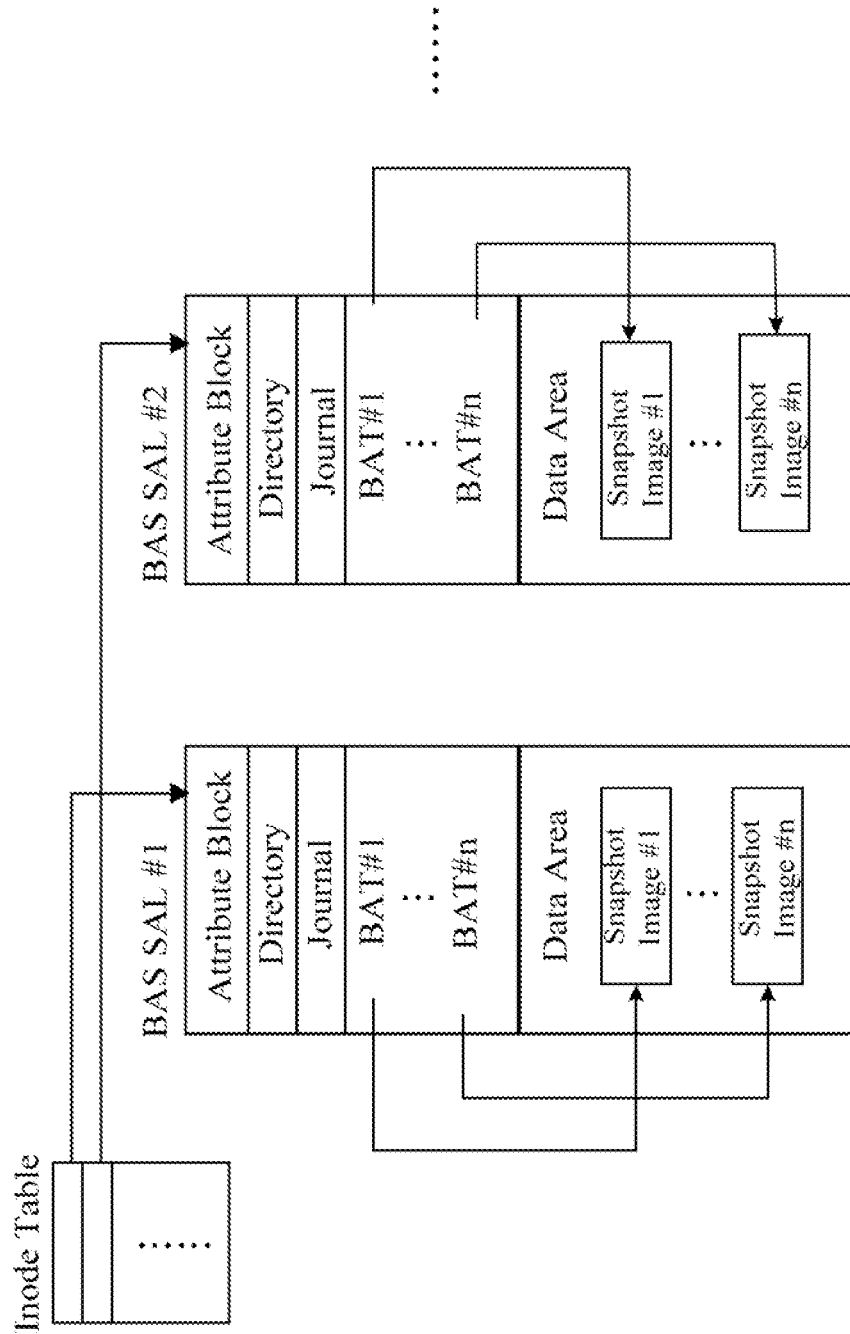 Inode Table
......
BAS SAL #1
Attribute Block
Directory
Journal
BAT#1
...
BAT#n
Data Area
Snapshot
Image #1
...
Snapshot
Image #n
BAS SAL #2
Attribute Block
Directory
Journal
BAT#1
...
BAT#n
Data Area
Snapshot
Image #1
...
Snapshot
Image #n
......